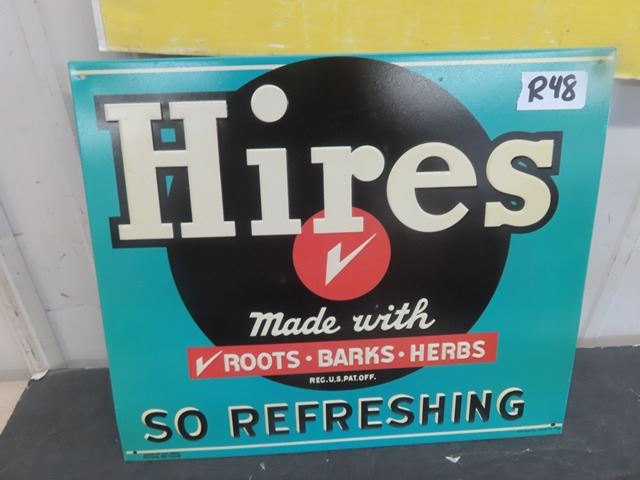 R48
Hires
Made with
ROOTS · BARKS · HERBS
REG. U.S. PAT. OFF.
SO REFRESHING